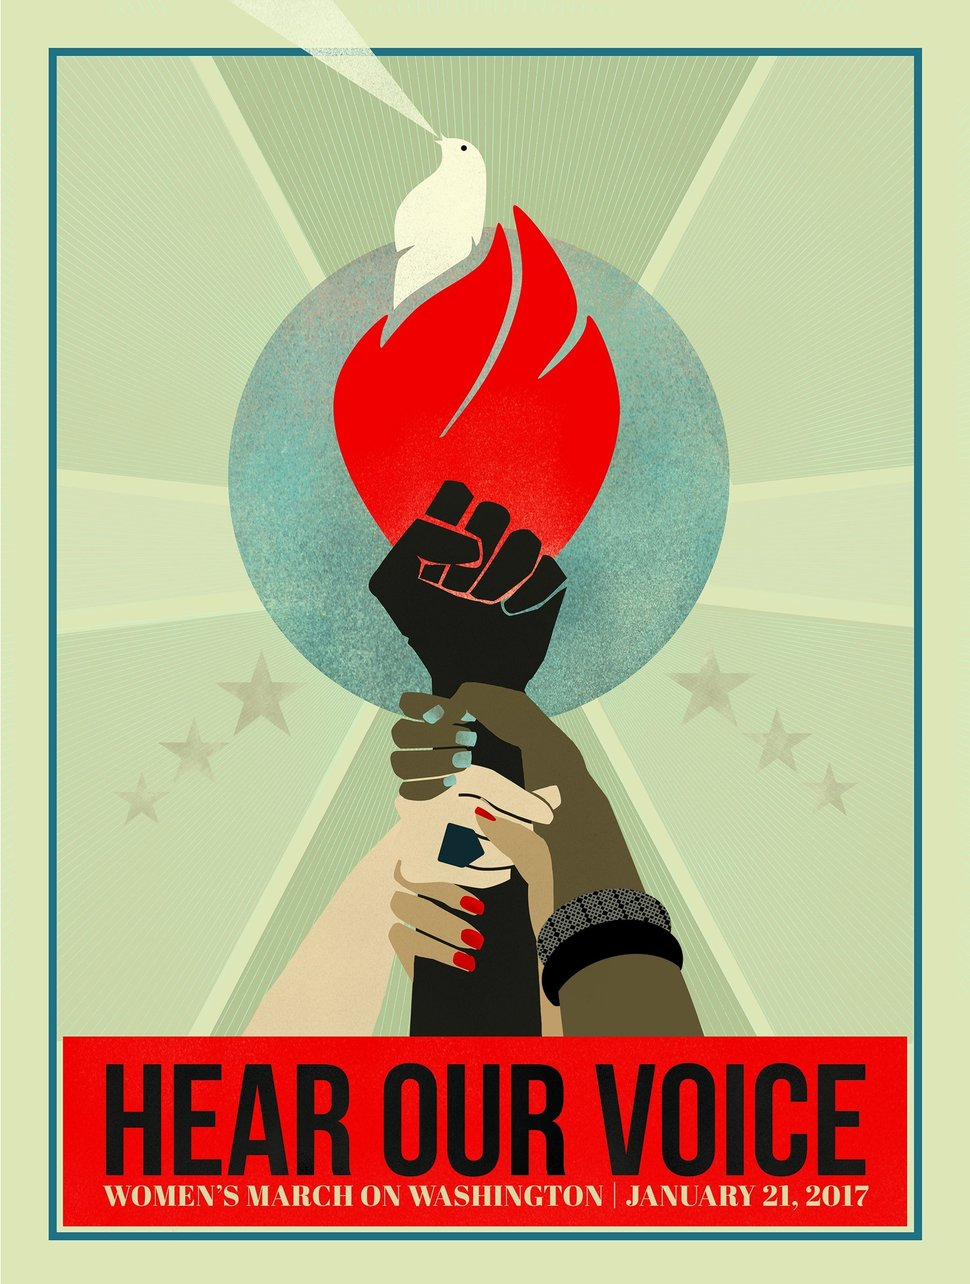 HEAR OUR VOICE
WOMEN’S MARCH ON WASHINGTON | JANUARY 21, 2017